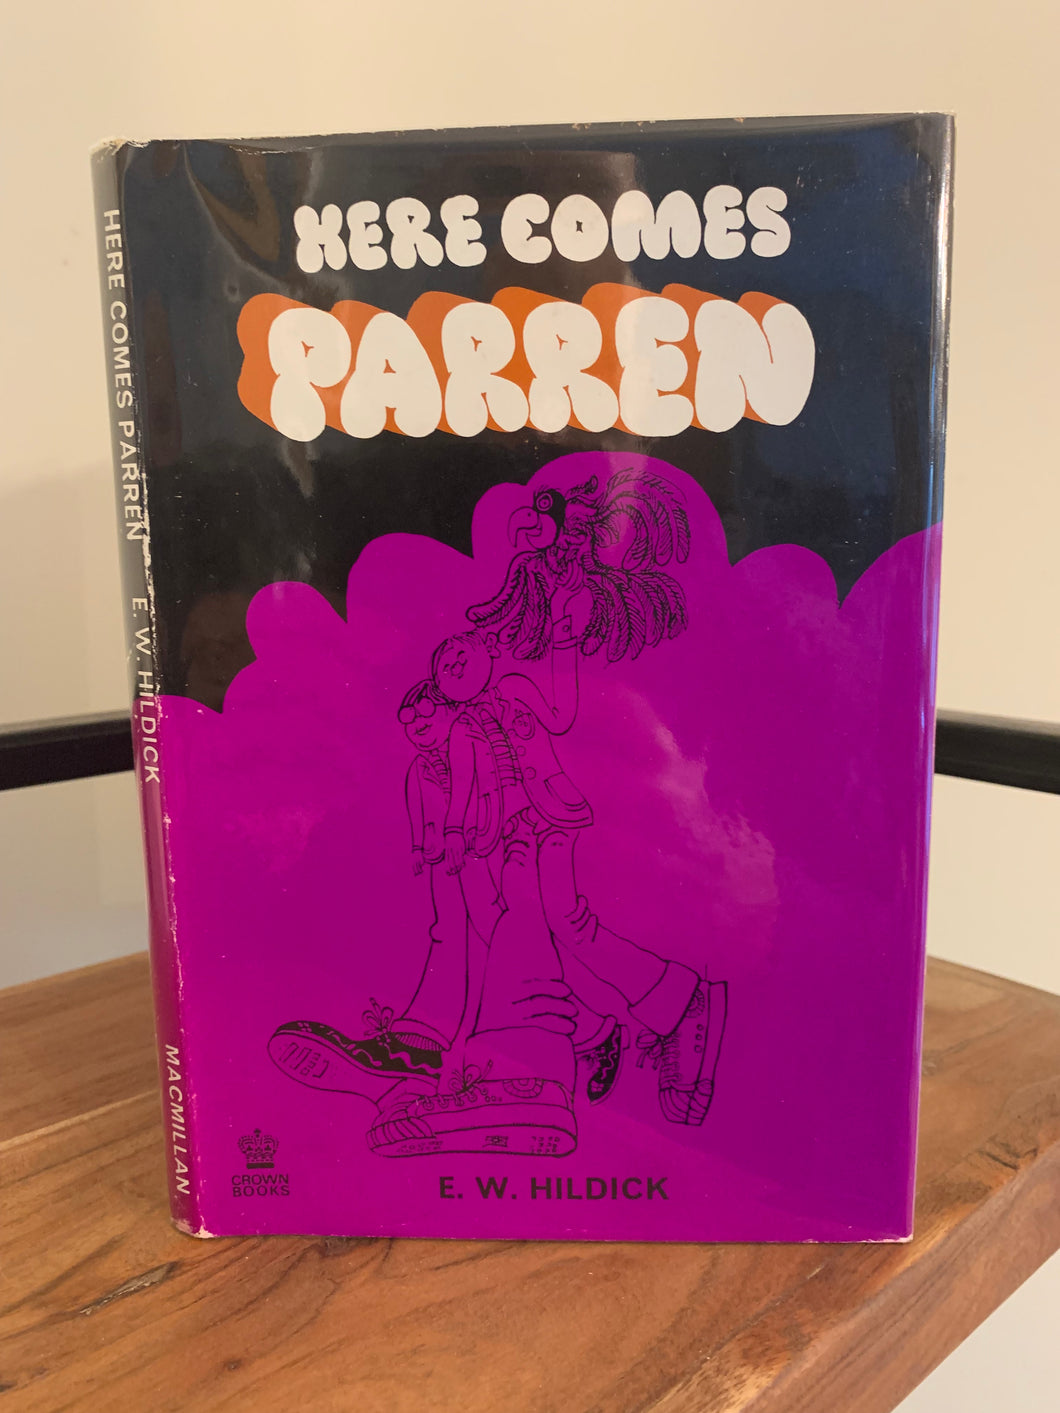 HERE COMES
PARREN
CROWN
BOOKS
E. W. HILDICK
HERE COMES PARREN E. W. HILDICK MACMILLAN